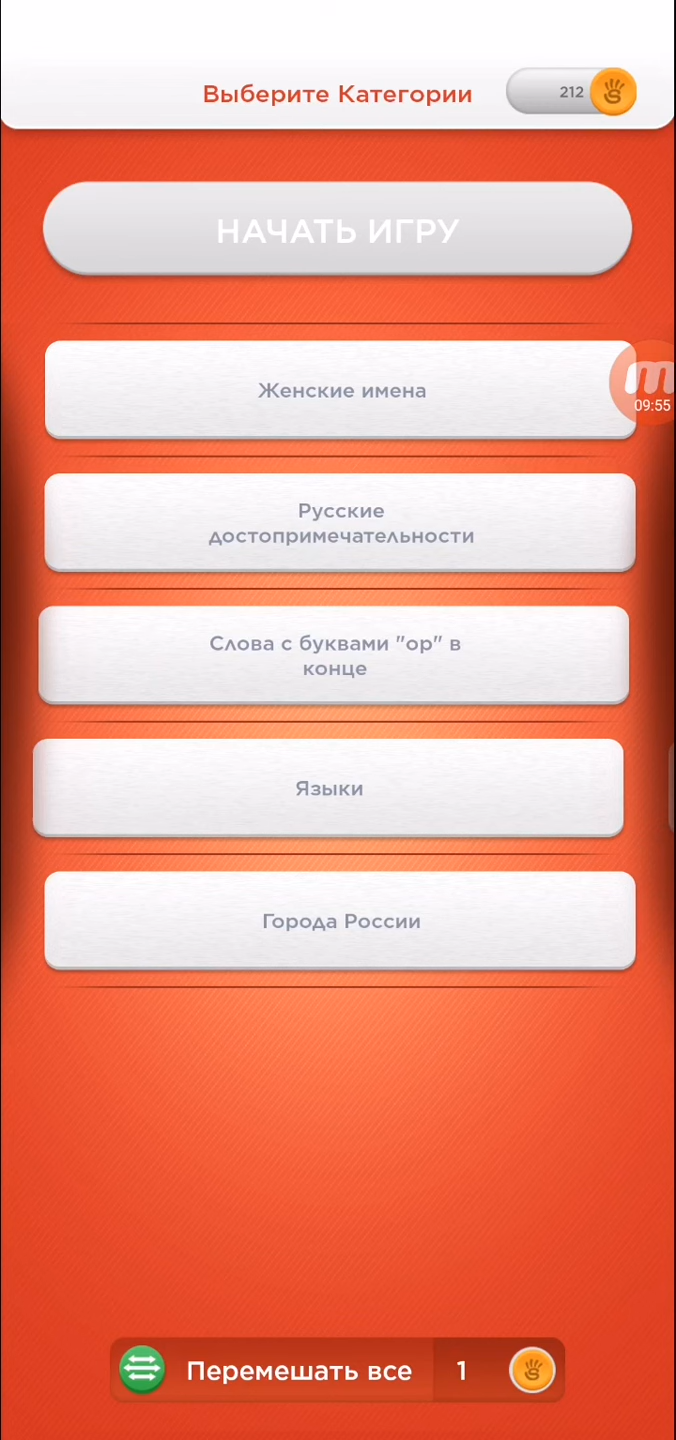 Выберите Категории
212
НАЧАТЬ ИГРУ
Женские имена
m
09:55
Русские
достопримечательности
Слова с буквами "ор" в
конце
Языки
Города России
Перемешать все 1